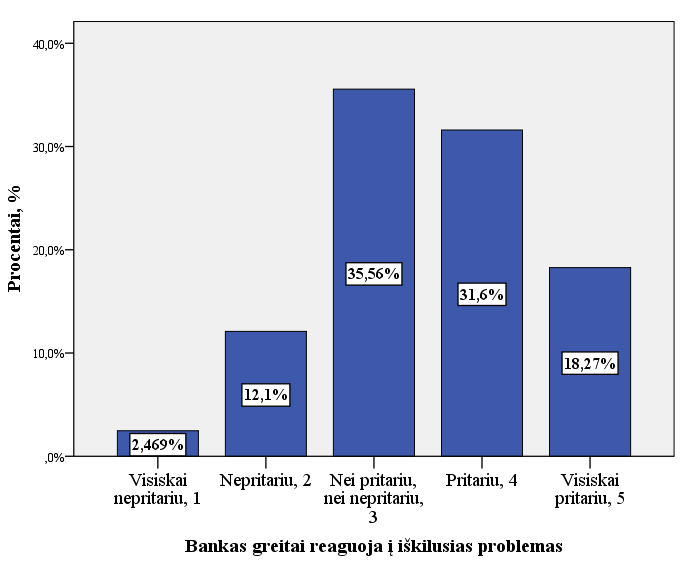 Procentai, %
40,0%
30,0%
20,0%
10,0%
,0%
2,469%
12,1%
35,56%
31,6%
18,27%
Visiskai
nepritariu, 1
Nepritariu, 2
Nei pritariu,
nei nepritariu,
3
Pritariu, 4
Visiskai
pritariu, 5
Bankas greitai reaguoja į iškilusias problemas